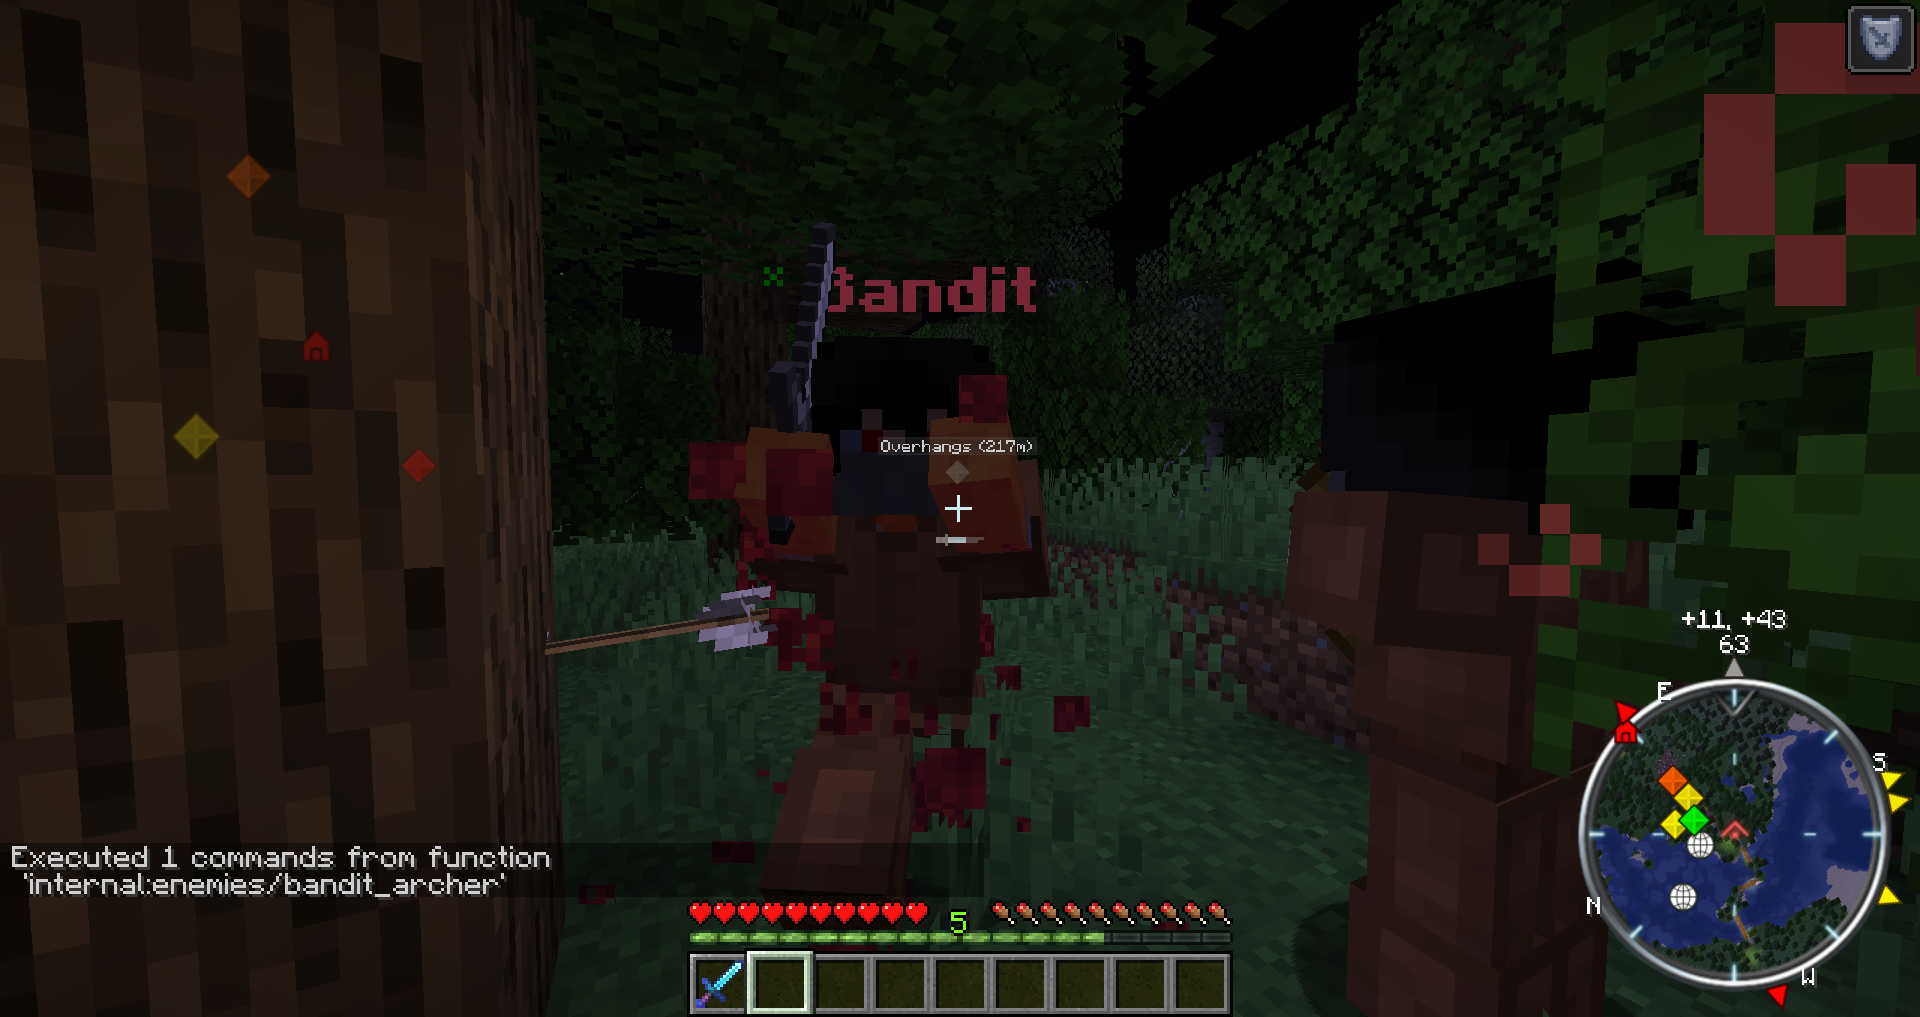 Bandit
Overhangs (217m)
+11, +43
63
E
S
N
W
Executed 1 commands from function
'internal:enemies/bandit_archer'
5